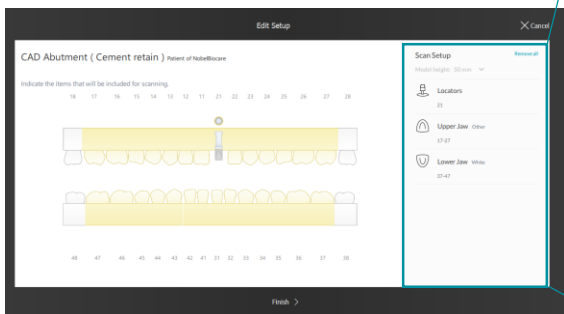 Edit Setup
Cancel
CAD Abutment ( Cement retain ) Patient of NobelBiocare
Indicate the items that will be included for scanning.
18 17 16 15 14 13 12 11 21 22 23 24 25 26 27 28
48 47 46 45 44 43 42 41 31 32 33 34 35 36 37 38
Scan Setup Remove all
Model height: 50 mm
Locators
21
Upper Jaw Other
17-27
Lower Jaw White
37-47
Finish